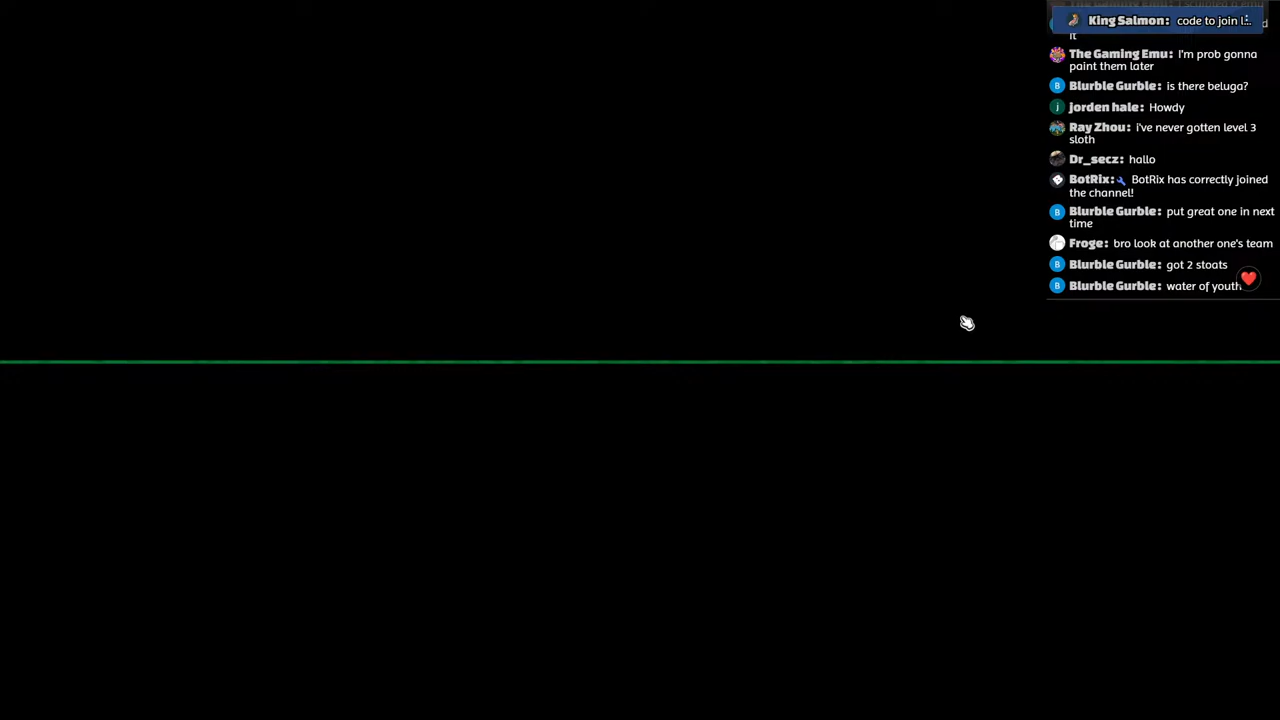 King Salmon: code to join l...
it
The Gaming Emu: I'm prob gonna
paint them later
Blurble Gurble: is there beluga?
jorden hale: Howdy
Ray Zhou: i've never gotten level 3
sloth
Dr_secz: hallo
BotRix: BotRix has correctly joined
the channel!
Blurble Gurble: put great one in next
time
Froge: bro look at another one's team
Blurble Gurble: got 2 stoats
Blurble Gurble: water of youth